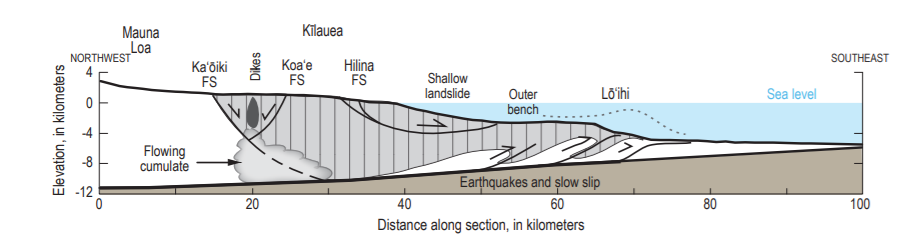 Mauna
Loa
Kīlauea
NORTHWEST
SOUTHEAST
Ka‘ōiki
FS
Dikes
Koa‘e
FS
Hilina
FS
Shallow
landslide
Outer
bench
Lō‘ihi
Sea level
Flowing
cumulate
Earthquakes and slow slip
Elevation, in kilometers
4
0
-4
-8
-12
0
20
40
60
80
100
Distance along section, in kilometers